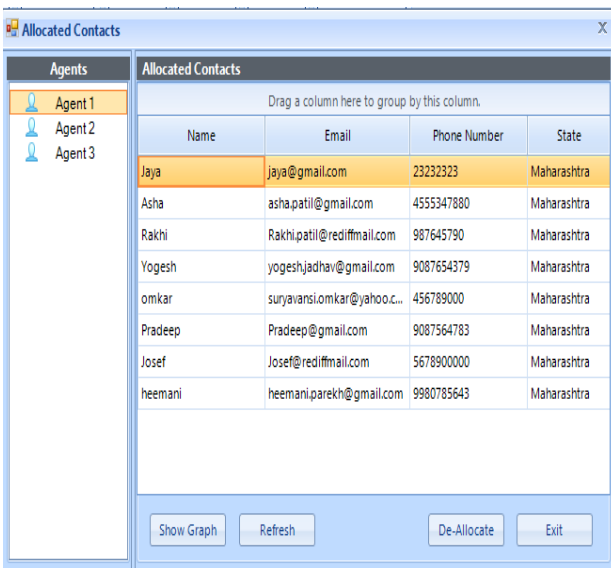 Allocated Contacts X
Agents
Agent 1
Agent 2
Agent 3
Allocated Contacts
Drag a column here to group by this column.
Name Email Phone Number State
Jaya jaya@gmail.com 23232323 Maharashtra
Asha asha.patil@gmail.com 4555347880 Maharashtra
Rakhi Rakhi.patil@rediffmail.com 987645790 Maharashtra
Yogesh yogesh.jadhav@gmail.com 9087654379 Maharashtra
omkar suryavansi.omkar@yahoo.c... 456789000 Maharashtra
Pradeep Pradeep@gmail.com 9087564783 Maharashtra
Josef Josef@rediffmail.com 5678900000 Maharashtra
heemani heemani.parekh@gmail.com 9980785643 Maharashtra
Show Graph Refresh De-Allocate Exit